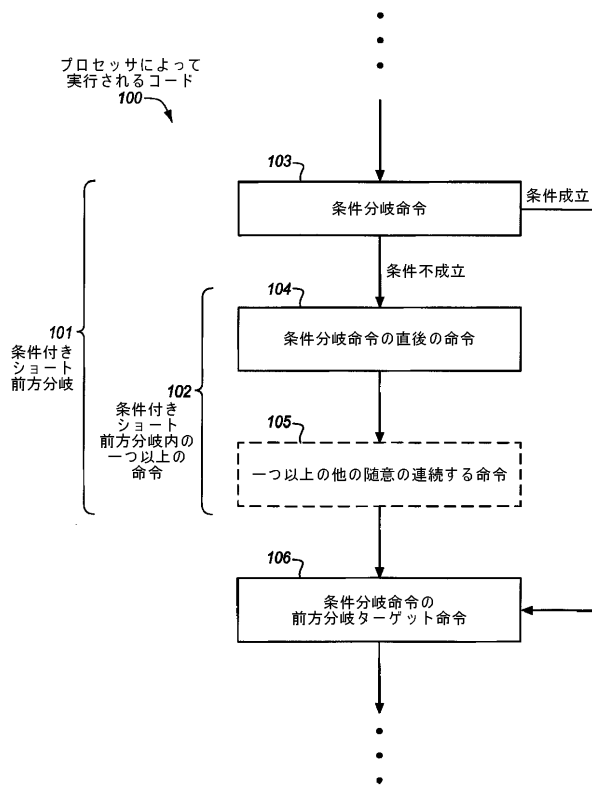 プロセッサによって
実行されるコード
100
103
条件分岐命令
条件成立
条件不成立
104
条件分岐命令の直後の命令
101
条件付き
ショート
前方分岐
102
条件付き
ショート
前方分岐内の
一つ以上の
命令
105
一つ以上の他の随意の連続する命令
106
条件分岐命令の
前方分岐ターゲット命令